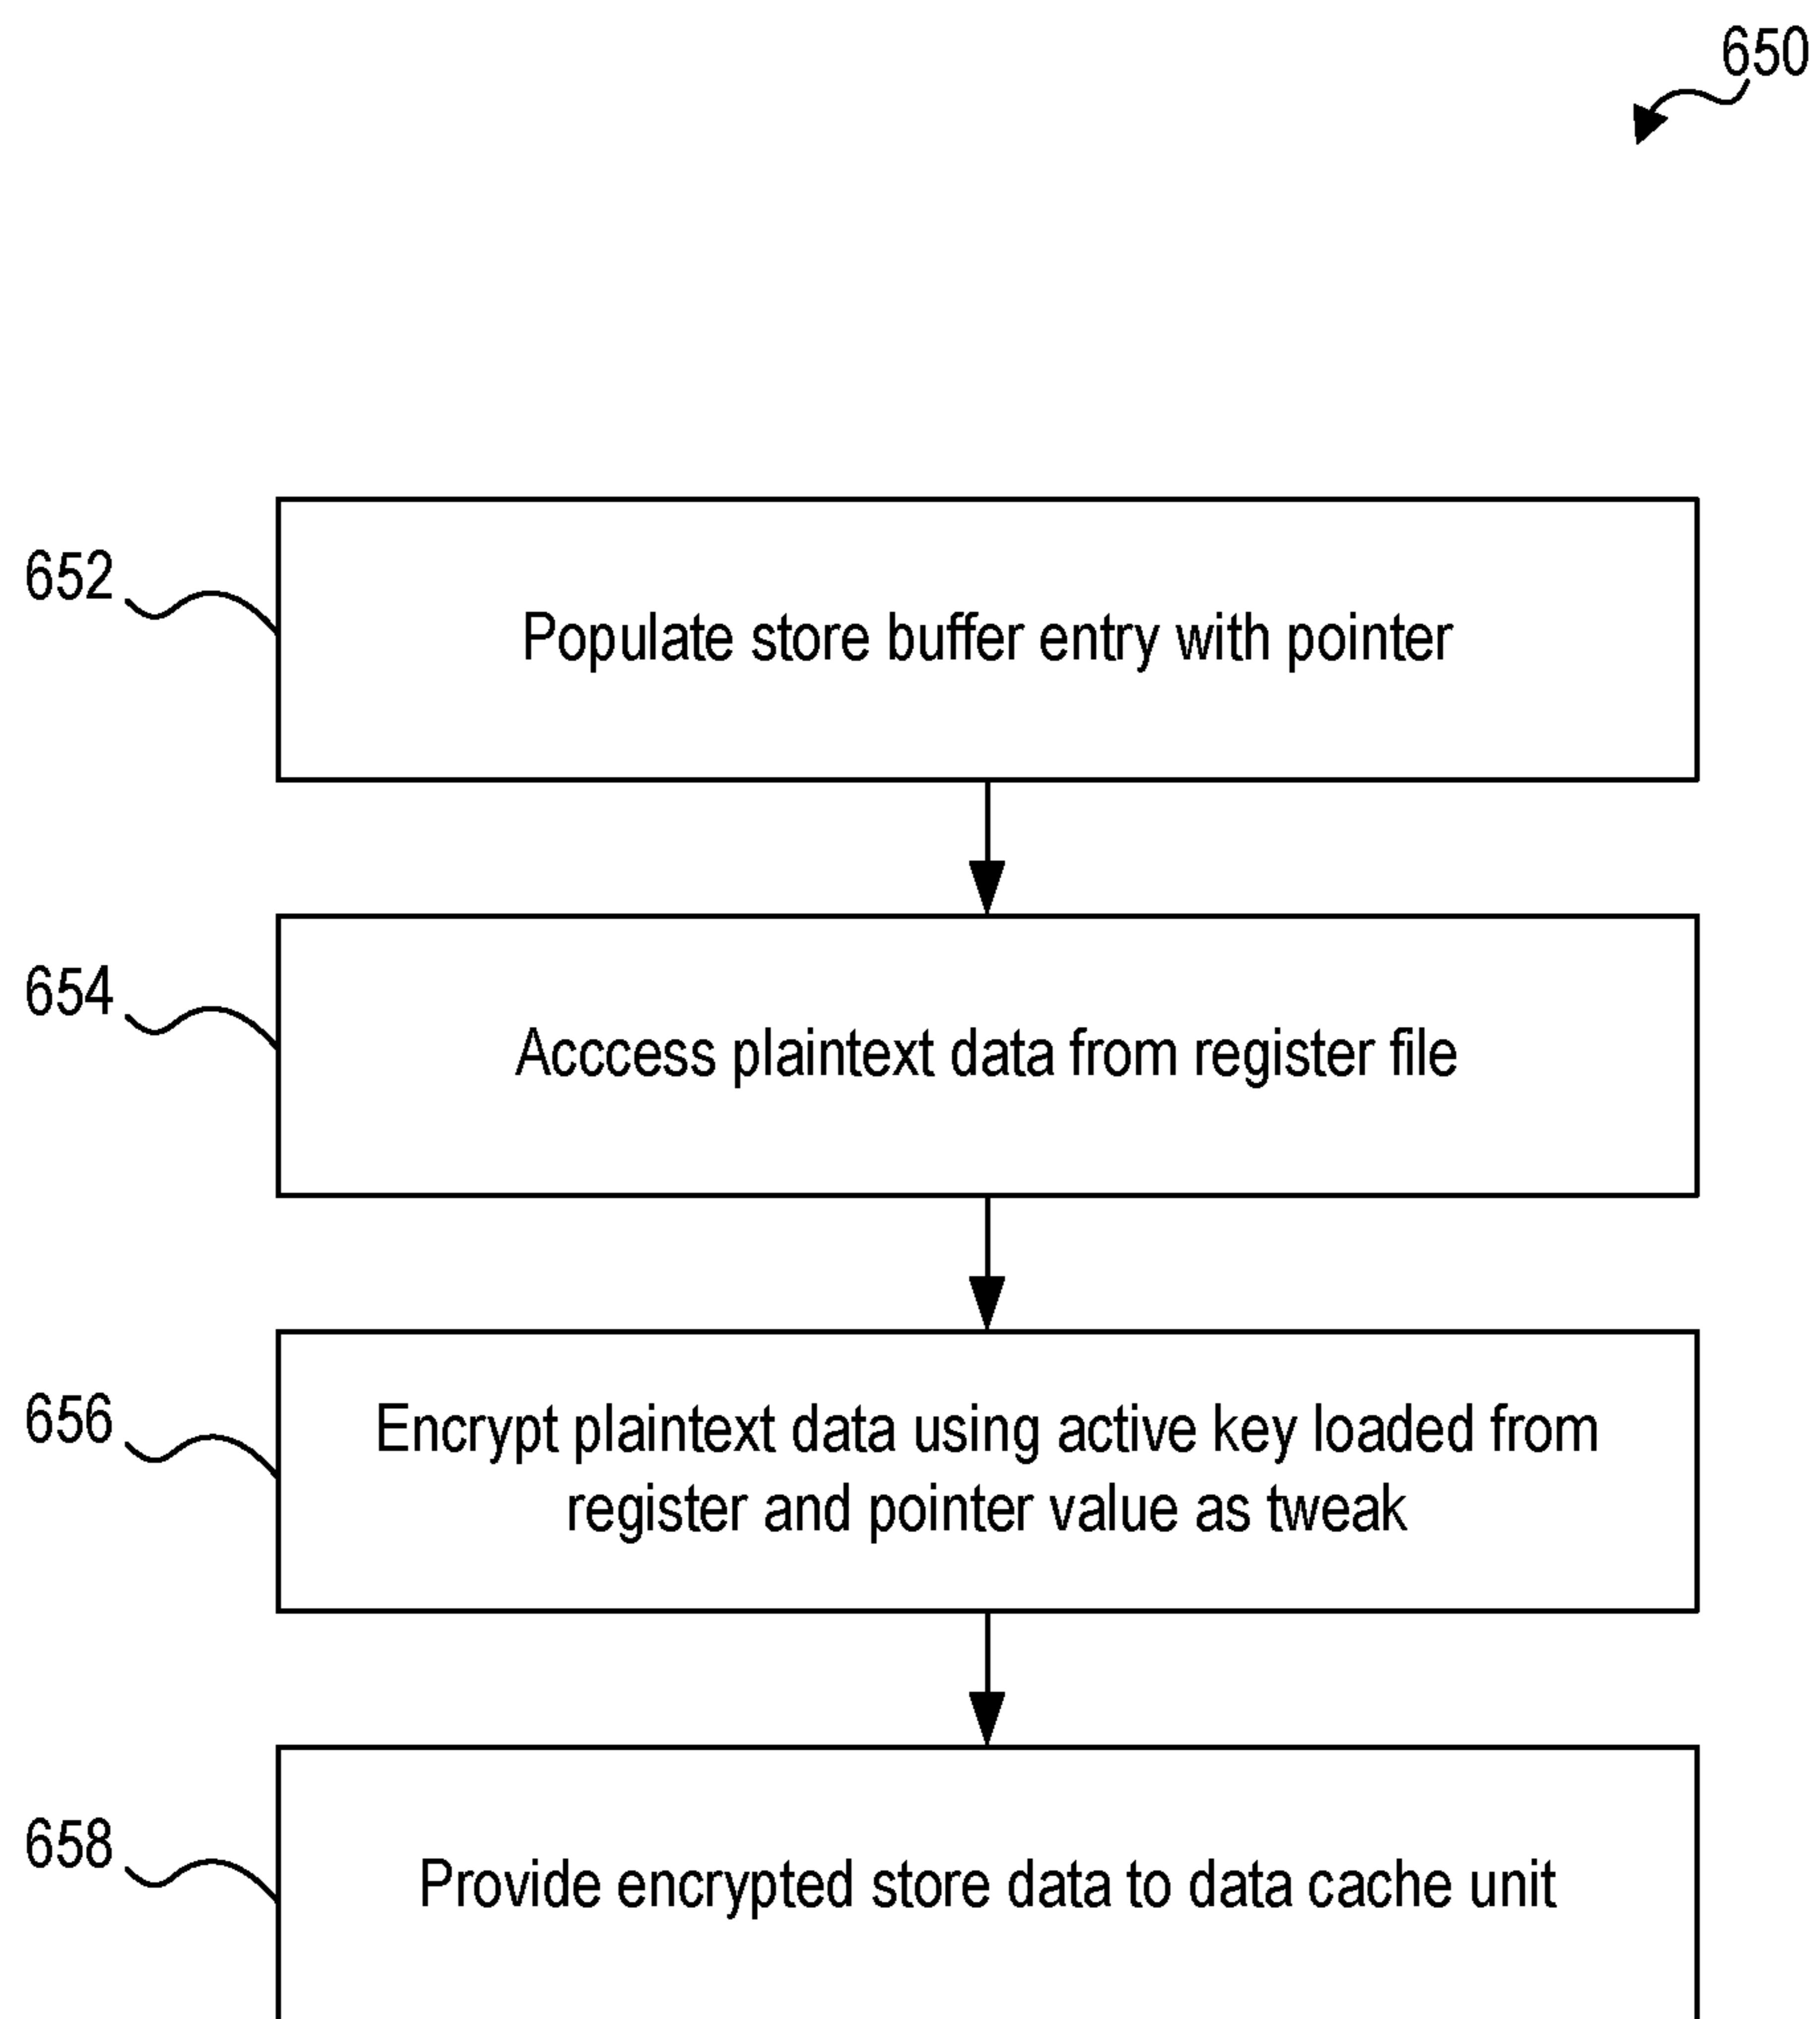 650
652
Populate store buffer entry with pointer
654
Acccess plaintext data from register file
656
Encrypt plaintext data using active key loaded from
register and pointer value as tweak
658
Provide encrypted store data to data cache unit